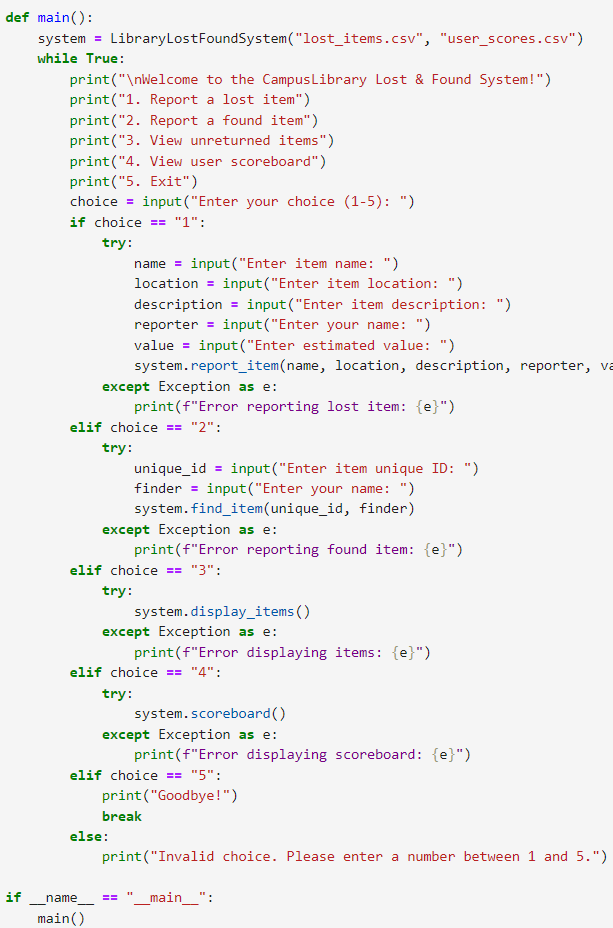 def main():
    system = LibraryLostFoundSystem("lost_items.csv", "user_scores.csv")
    while True:
        print("\nWelcome to the CampusLibrary Lost & Found System!")
        print("1. Report a lost item")
        print("2. Report a found item")
        print("3. View unreturned items")
        print("4. View user scoreboard")
        print("5. Exit")
        choice = input("Enter your choice (1-5): ")
        if choice == "1":
            try:
                name = input("Enter item name: ")
                location = input("Enter item location: ")
                description = input("Enter item description: ")
                reporter = input("Enter your name: ")
                value = input("Enter estimated value: ")
                system.report_item(name, location, description, reporter,
            except Exception as e:
                print(f"Error reporting lost item: {e}")
        elif choice == "2":
            try:
                unique_id = input("Enter item unique ID: ")
                finder = input("Enter your name: ")
                system.find_item(unique_id, finder)
            except Exception as e:
                print(f"Error reporting found item: {e}")
        elif choice == "3":
            try:
                system.display_items()
            except Exception as e:
                print(f"Error displaying items: {e}")
        elif choice == "4":
            try:
                system.scoreboard()
            except Exception as e:
                print(f"Error displaying scoreboard: {e}")
        elif choice == "5":
            print("Goodbye!")
            break
        else:
            print("Invalid choice. Please enter a number between 1 and 5.")

if __name__ == "__main__":
    main()